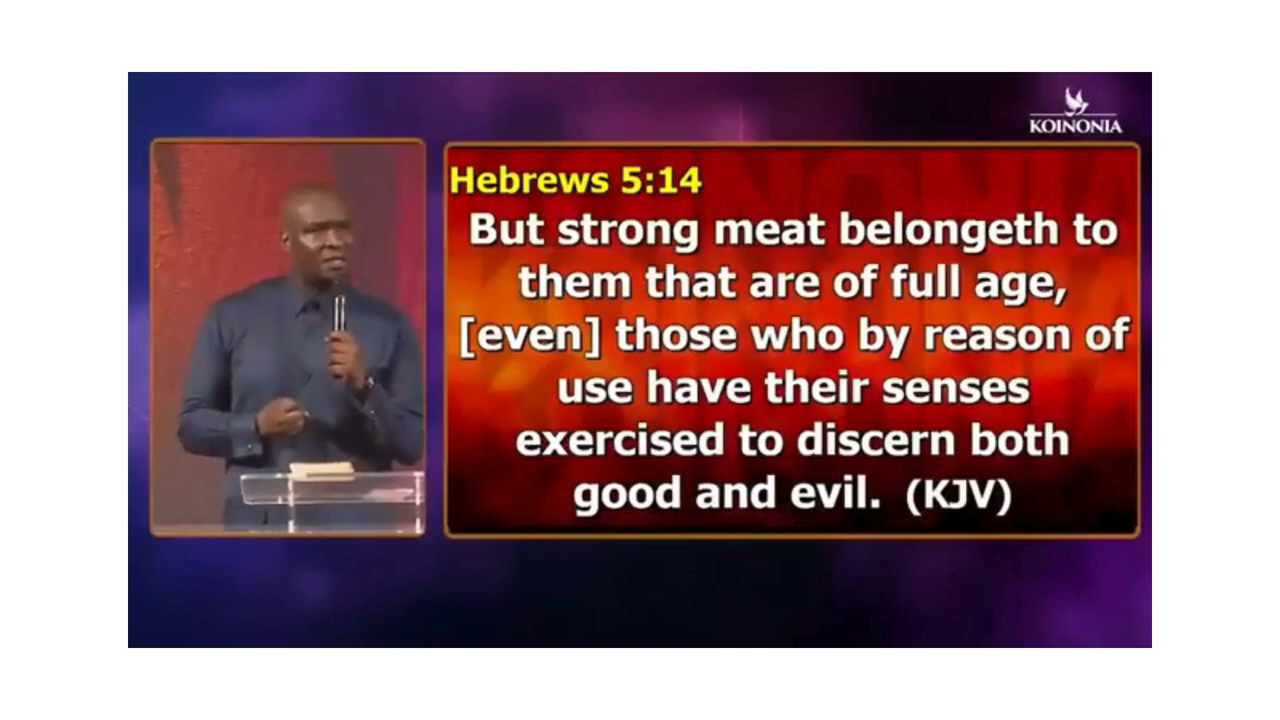 KOINONIA
Hebrews 5:14
But strong meat belongeth to
them that are of full age,
[even] those who by reason of
use have their senses
exercised to discern both
good and evil. (KJV)